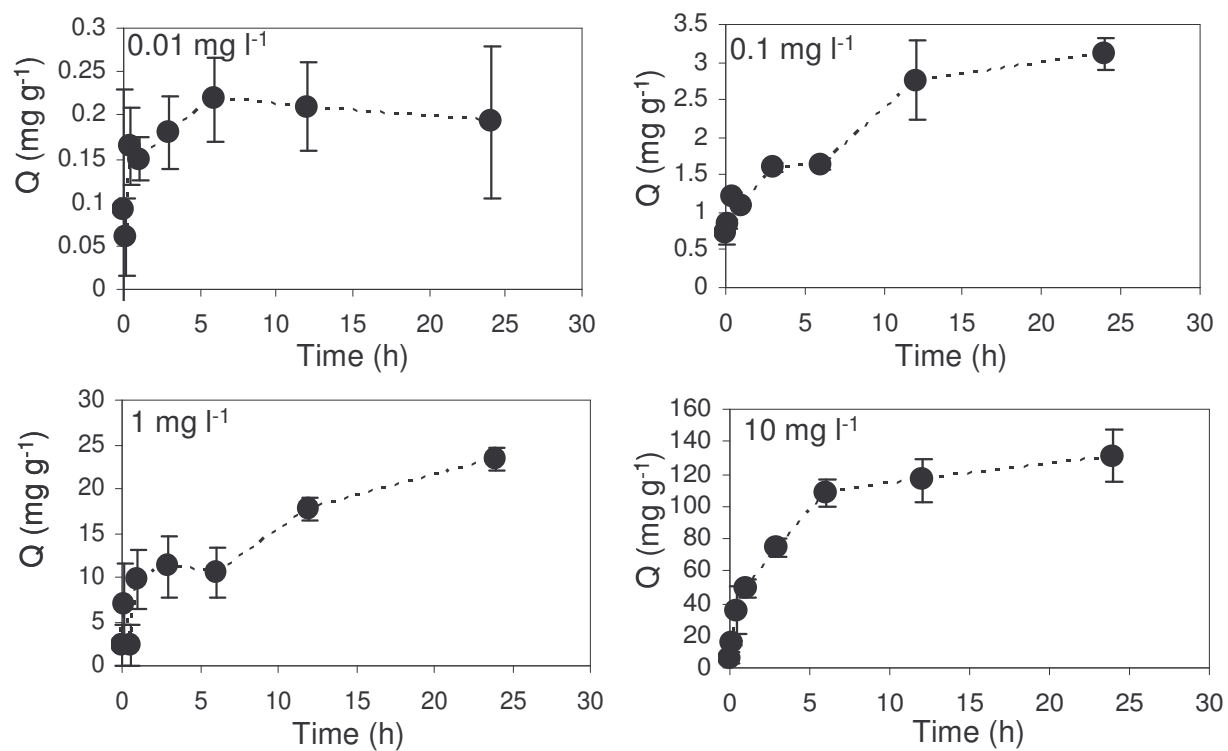 0.01 mg l-1
Q (mg g-1)
0.3
0.25
0.2
0.15
0.1
0.05
0
0 5 10 15 20 25 30
Time (h)
0.1 mg l-1
Q (mg g-1)
3.5
3
2.5
2
1.5
1
0.5
0
0 5 10 15 20 25 30
Time (h)
1 mg l-1
Q (mg g-1)
30
25
20
15
10
5
0
0 5 10 15 20 25 30
Time (h)
10 mg l-1
Q (mg g-1)
160
140
120
100
80
60
40
20
0
0 5 10 15 20 25 30
Time (h)